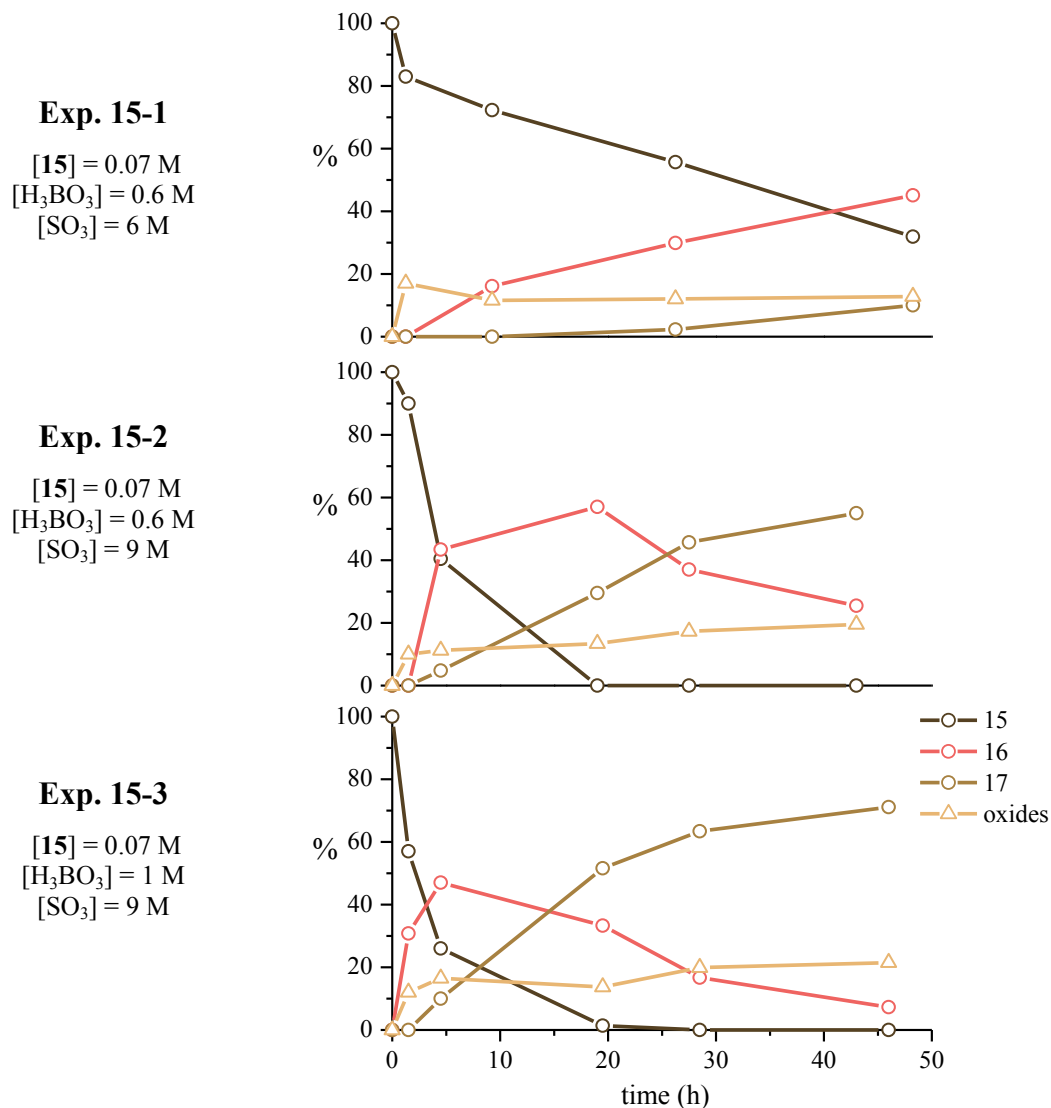 Exp. 15-1
[15] = 0.07 M
[H₃BO₃] = 0.6 M
[SO₃] = 6 M
%
100
80
60
40
20
0
Exp. 15-2
[15] = 0.07 M
[H₃BO₃] = 0.6 M
[SO₃] = 9 M
%
100
80
60
40
20
0
Exp. 15-3
[15] = 0.07 M
[H₃BO₃] = 1 M
[SO₃] = 9 M
%
100
80
60
40
20
0
15
16
17
oxides
0 10 20 30 40 50
time (h)